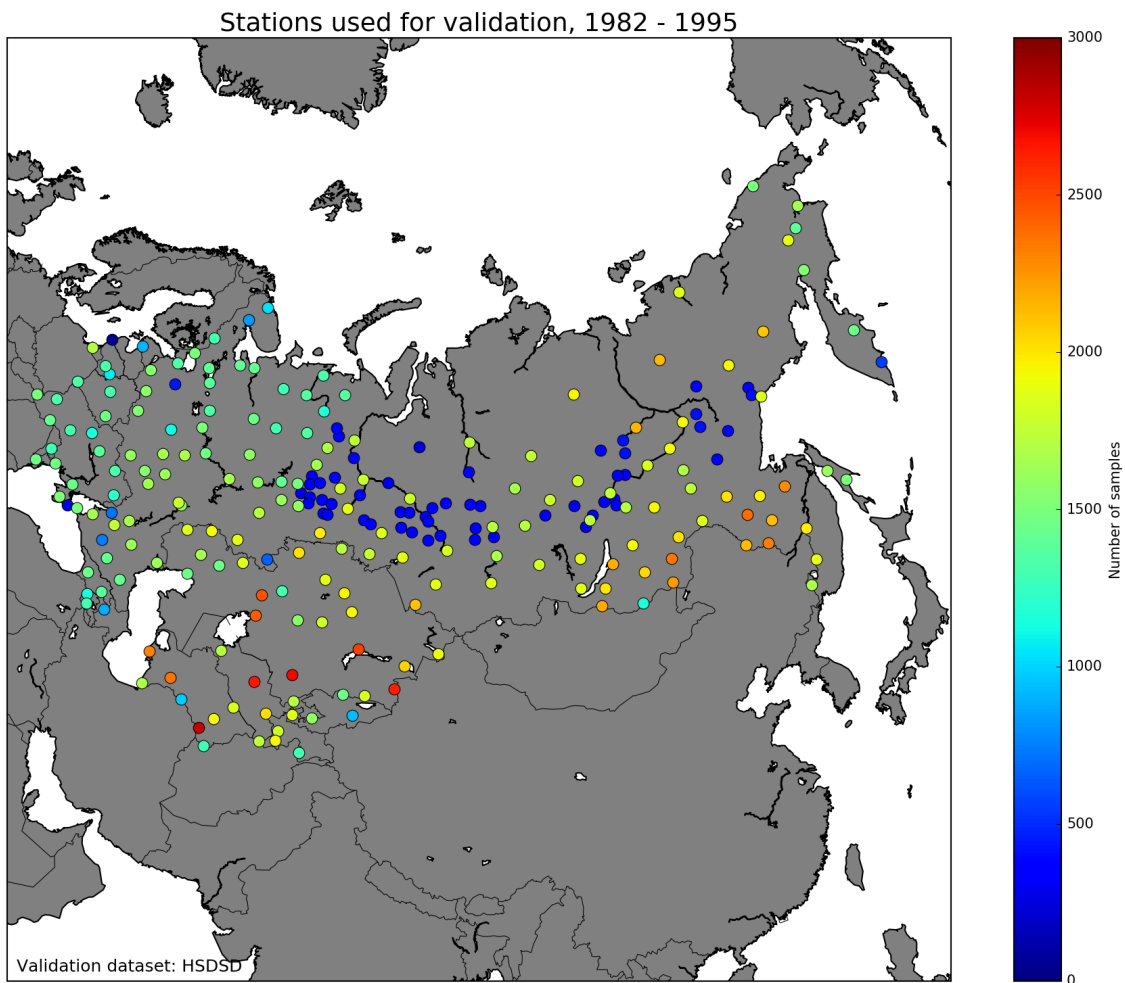 Stations used for validation, 1982 - 1995
3000
2500
2000
1500
1000
500
0
Number of samples
Validation dataset: HSDSD